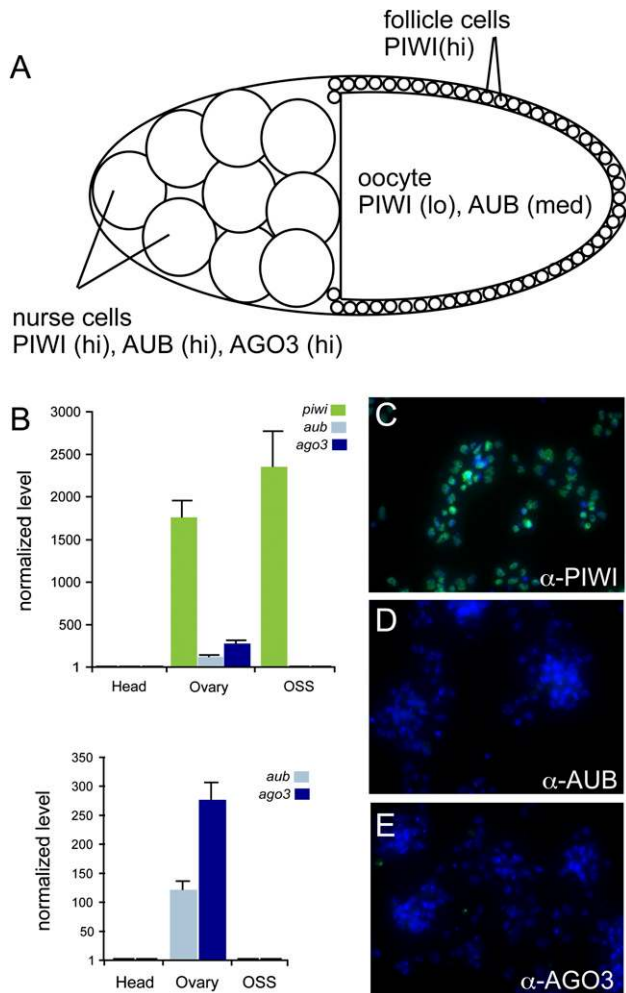 A
follicle cells
PIWI(hi)
oocyte
PIWI (lo), AUB (med)
nurse cells
PIWI (hi), AUB (hi), AGO3 (hi)
B
piwi
aub
ago3
normalized level
3000
2500
2000
1500
1000
500
1
Head Ovary OSS
aub
ago3
normalized level
350
300
250
200
150
100
50
1
Head Ovary OSS
C
α-PIWI
D
α-AUB
E
α-AGO3